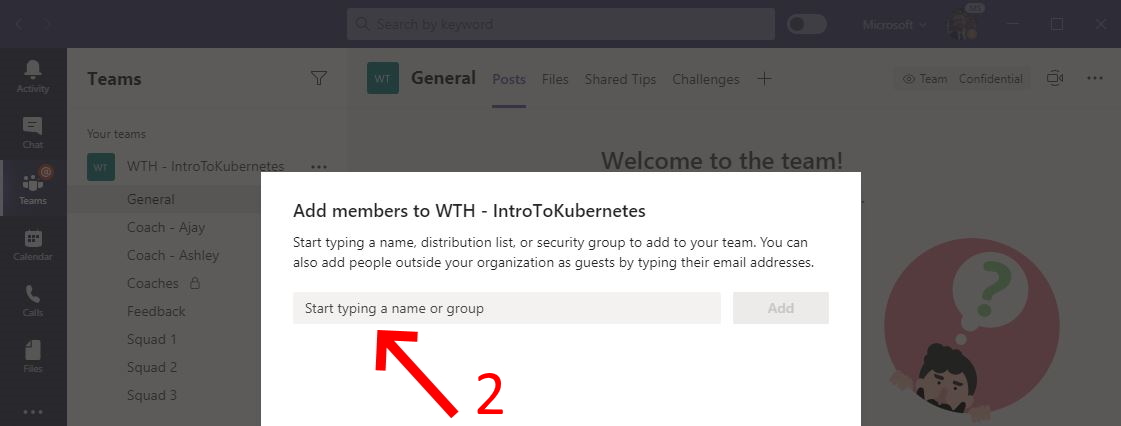 Search by keyword
Microsoft
Activity
Chat
Teams
Calendar
Calls
Files
Teams
Your teams
WT WTH - IntroToKubernetes
General
Coach - Ajay
Coach - Ashley
Coaches
Feedback
Squad 1
Squad 2
Squad 3
WT General Posts Files Shared Tips Challenges
Team Confidential
Welcome to the team!
Add members to WTH - IntroToKubernetes
Start typing a name, distribution list, or security group to add to your team. You can
also add people outside your organization as guests by typing their email addresses.
Start typing a name or group
Add
2
?